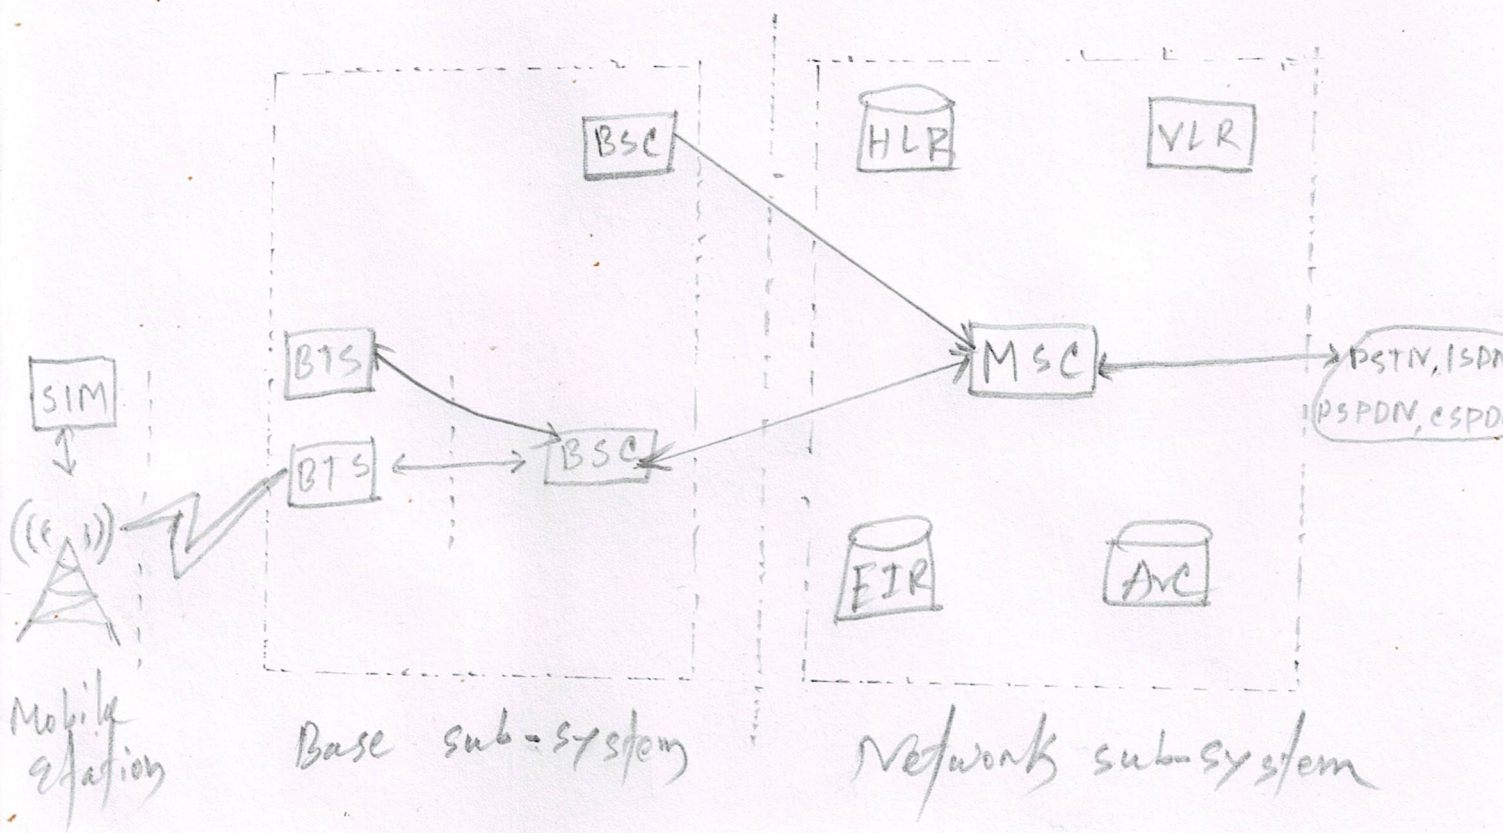 BSC
HLR
VLR
BTS
MSC
SIM
PSTN, ISDN
PSPDN, CSPD
BTS
BSC
EIR
AUC
Mobile
station
Base sub-system
Network sub-system